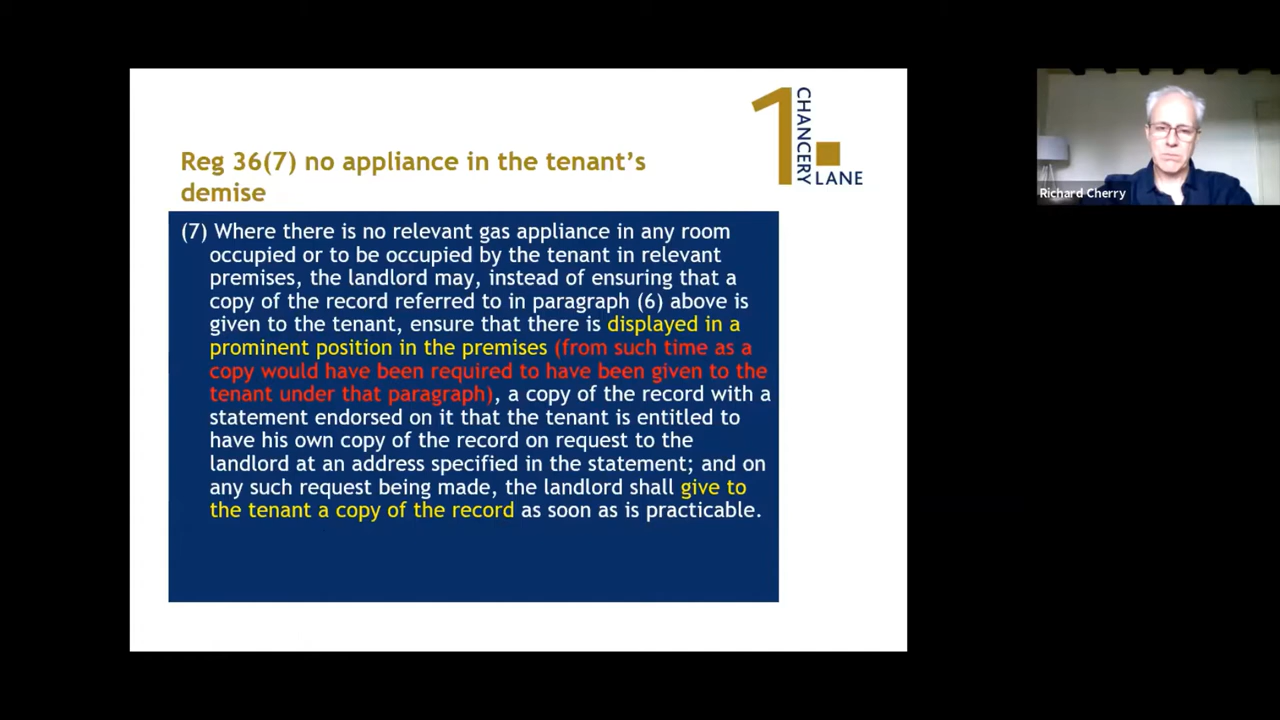 Reg 36(7) no appliance in the tenant's
demise
1 CHANCERY LANE
(7) Where there is no relevant gas appliance in any room
occupied or to be occupied by the tenant in relevant
premises, the landlord may, instead of ensuring that a
copy of the record referred to in paragraph (6) above is
given to the tenant, ensure that there is displayed in a
prominent position in the premises (from such time as a
copy would have been required to have been given to the
tenant under that paragraph), a copy of the record with a
statement endorsed on it that the tenant is entitled to
have his own copy of the record on request to the
landlord at an address specified in the statement; and on
any such request being made, the landlord shall give to
the tenant a copy of the record as soon as is practicable.
Richard Cherry